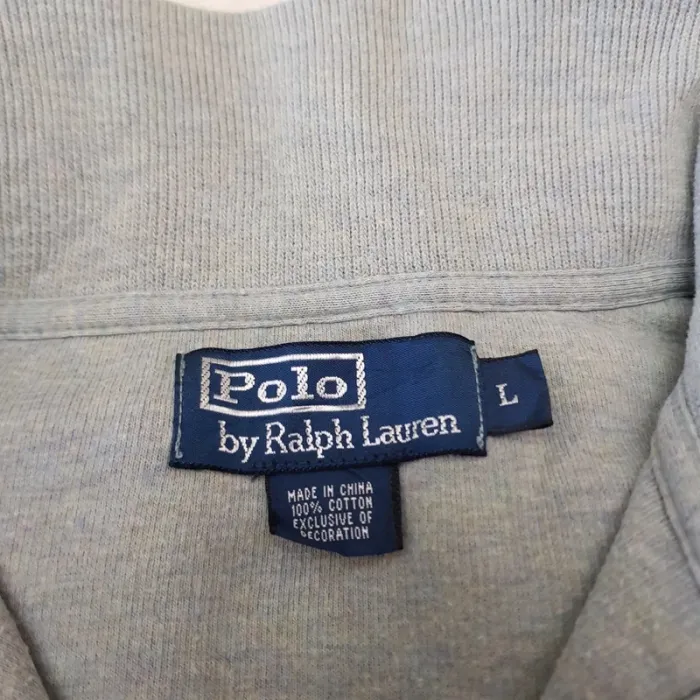 Polo
by Ralph Lauren
L
MADE IN CHINA
100% COTTON
EXCLUSIVE OF
DECORATION